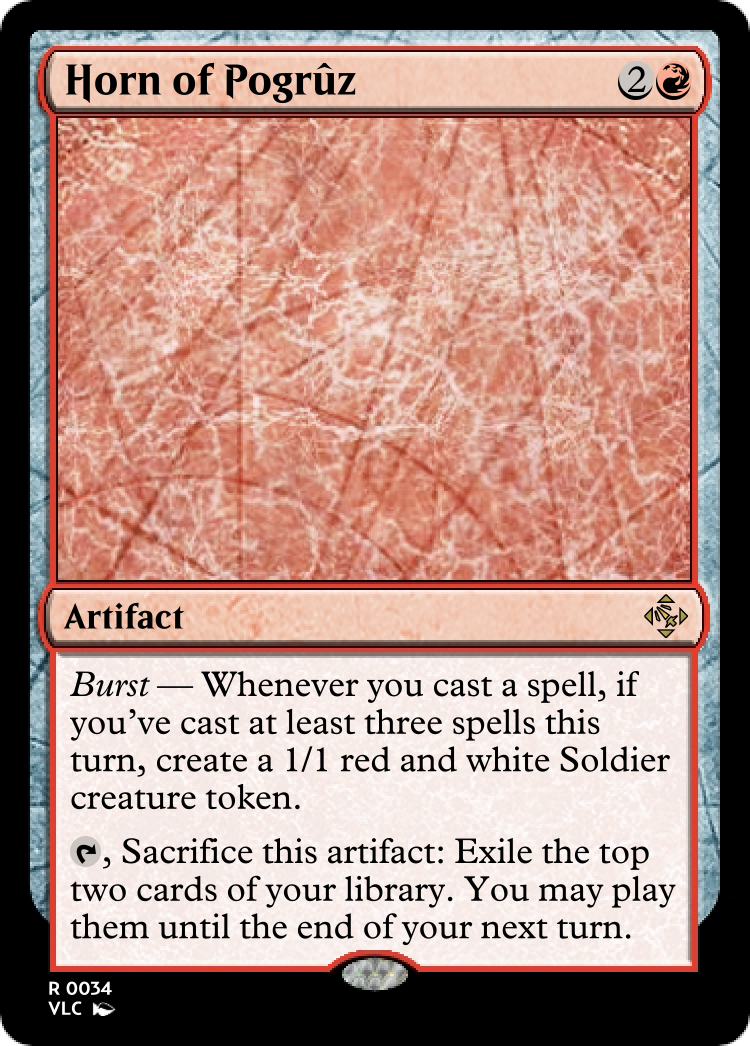 Horn of Pogrûz 2
Artifact
Burst — Whenever you cast a spell, if
you’ve cast at least three spells this
turn, create a 1/1 red and white Soldier
creature token.
, Sacrifice this artifact: Exile the top
two cards of your library. You may play
them until the end of your next turn.
R 0034
VLC